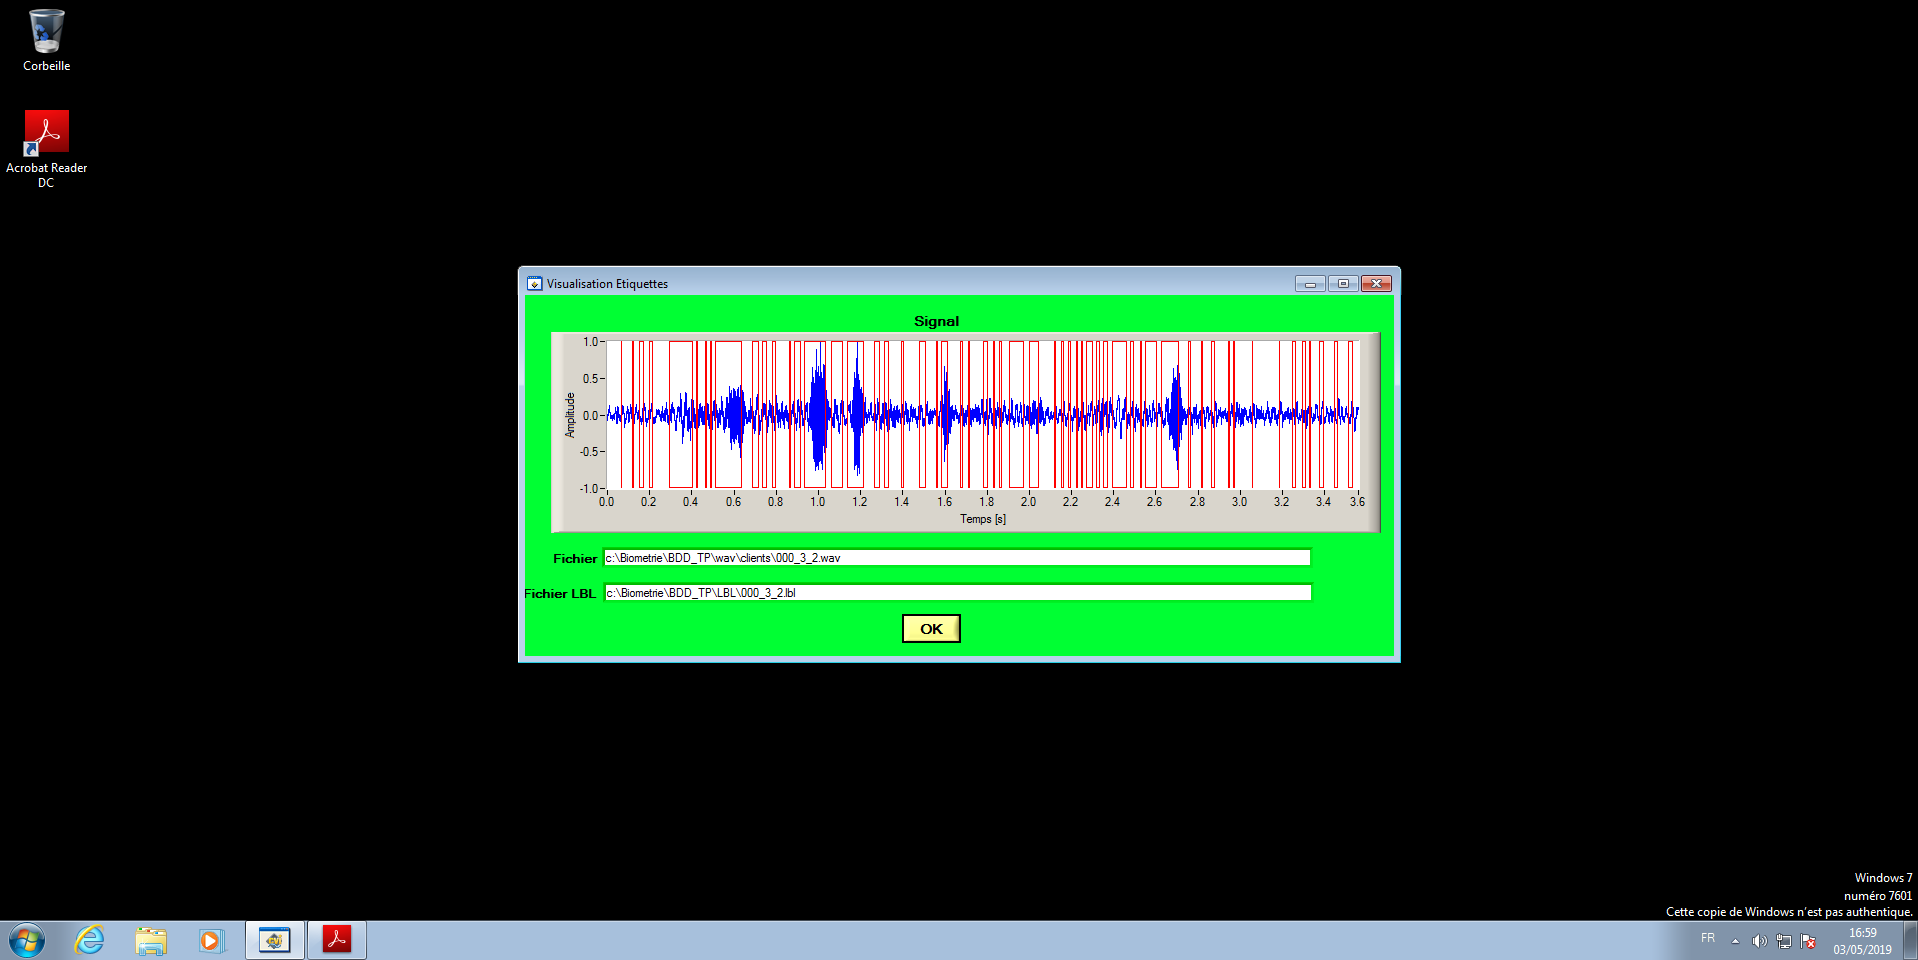 Corbeille
Acrobat Reader
DC
Visualisation Etiquettes
Signal
1.0
0.5
0.0
-0.5
-1.0
Amplitude
0.0 0.2 0.4 0.6 0.8 1.0 1.2 1.4 1.6 1.8 2.0 2.2 2.4 2.6 2.8 3.0 3.2 3.4 3.6
Temps [s]
Fichier c:\Biometrie\BDD_TP\wav\clients\000_3_2.wav
Fichier LBL c:\Biometrie\BDD_TP\LBL\000_3_2.lbl
OK
Windows 7
numéro 7601
Cette copie de Windows n'est pas authentique.
FR
16:59
03/05/2019